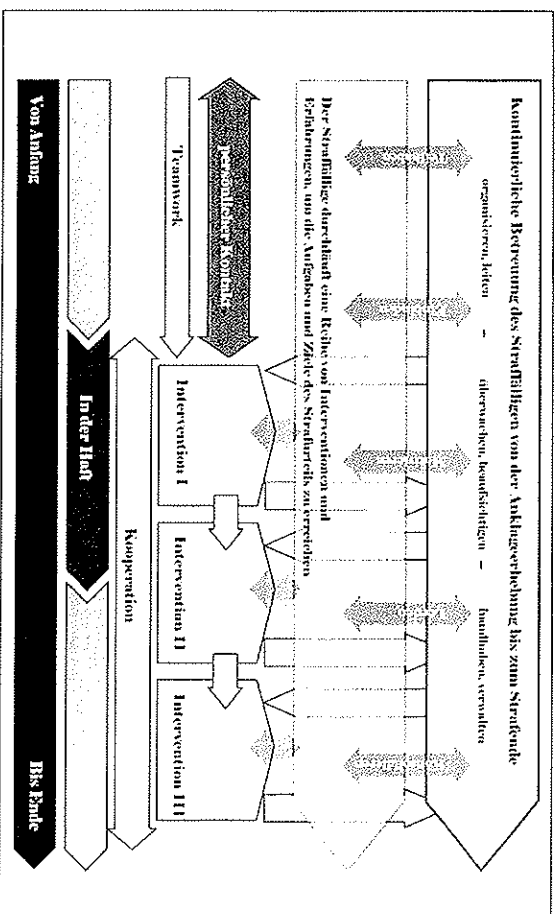 Kontinuierliche Betreuung des Straffälligen von der Anklageerhebung bis zum Strafende
organisieren, leiten – überwachen, beaufsichtigen – handhaben, verwalten
Der Straffällige durchläuft eine Reihe von Interventionen und
Erfahrungen, um die Aufgaben und Ziele des Strafurteils zu erreichen
persönlicher Kontakt
Teamwork
Intervention I
Intervention II
Intervention III
Kooperation
In der Haft
Von Anfang
Bis Ende